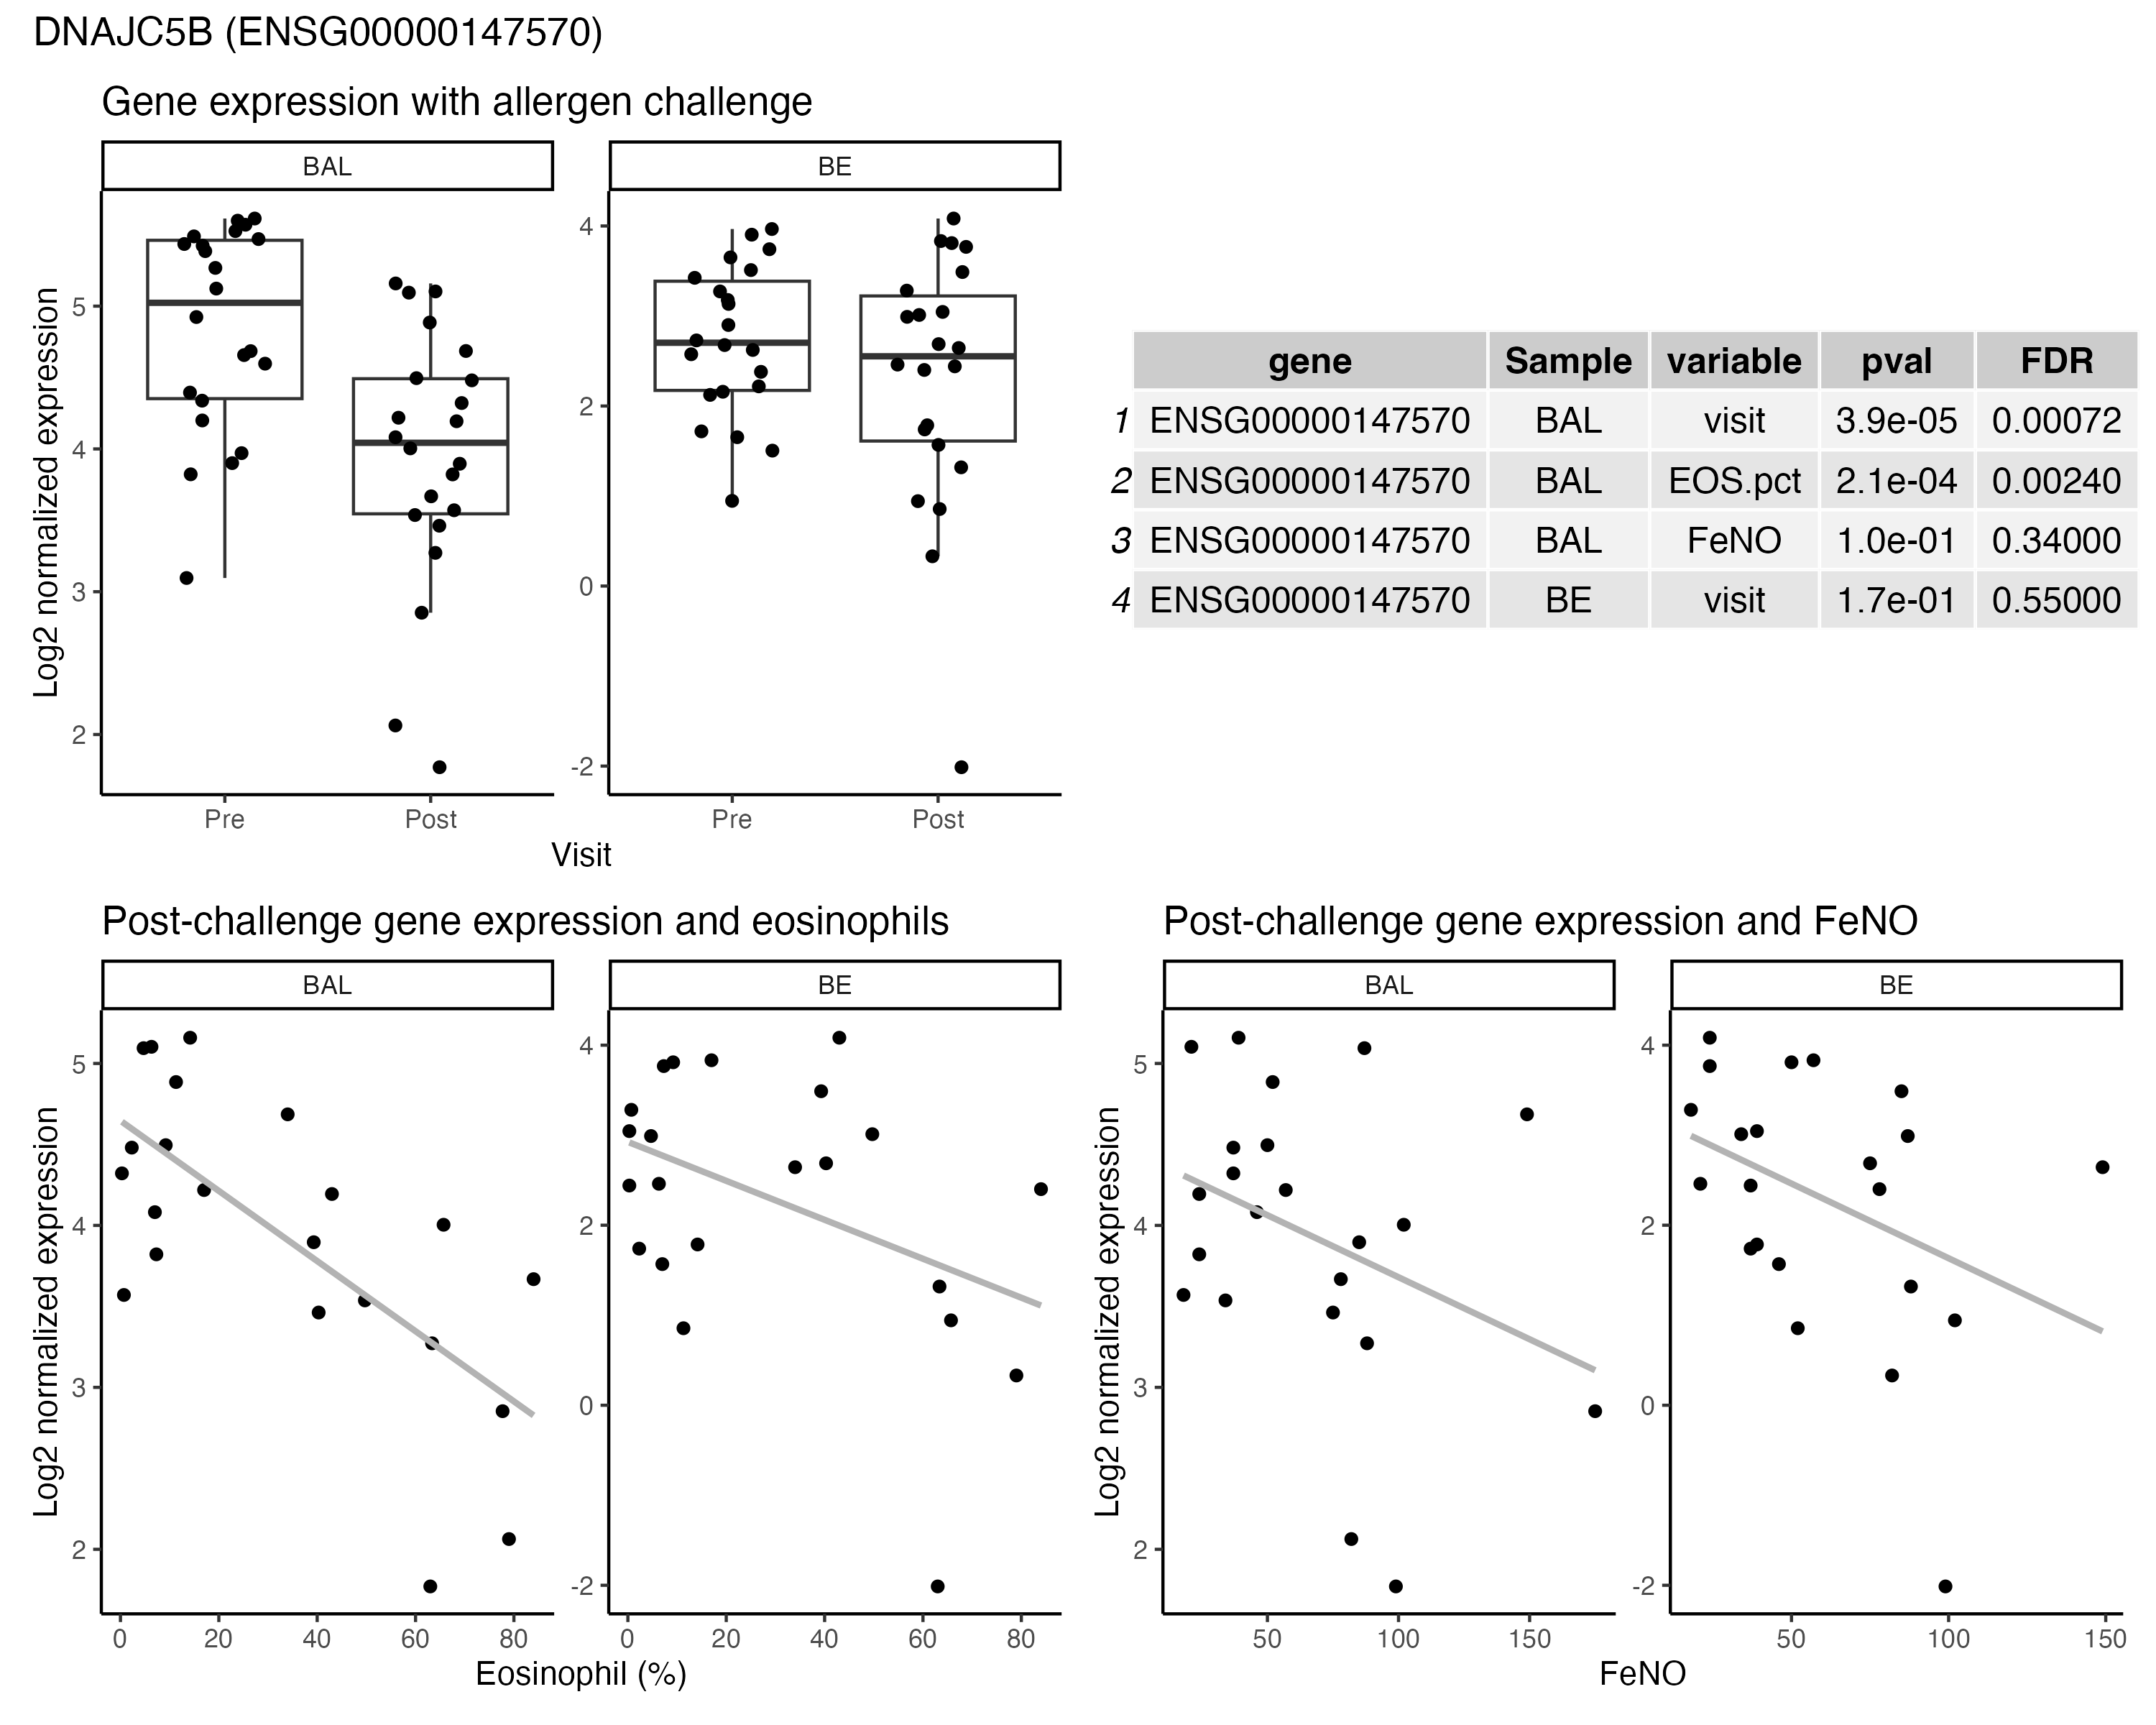 DNAJC5B (ENSG00000147570)
Gene expression with allergen challenge
BAL
BE
Log2 normalized expression
5
4
3
2
4
2
0
-2
Pre
Post
Pre
Post
Visit
gene Sample variable pval FDR
1 ENSG00000147570 BAL visit 3.9e-05 0.00072
2 ENSG00000147570 BAL EOS.pct 2.1e-04 0.00240
3 ENSG00000147570 BAL FeNO 1.0e-01 0.34000
4 ENSG00000147570 BE visit 1.7e-01 0.55000
Post-challenge gene expression and eosinophils
BAL
BE
Log2 normalized expression
5
4
3
2
4
2
0
-2
0 20 40 60 80
0 20 40 60 80
Eosinophil (%)
Post-challenge gene expression and FeNO
BAL
BE
Log2 normalized expression
5
4
3
2
4
2
0
-2
50 100 150
50 100 150
FeNO